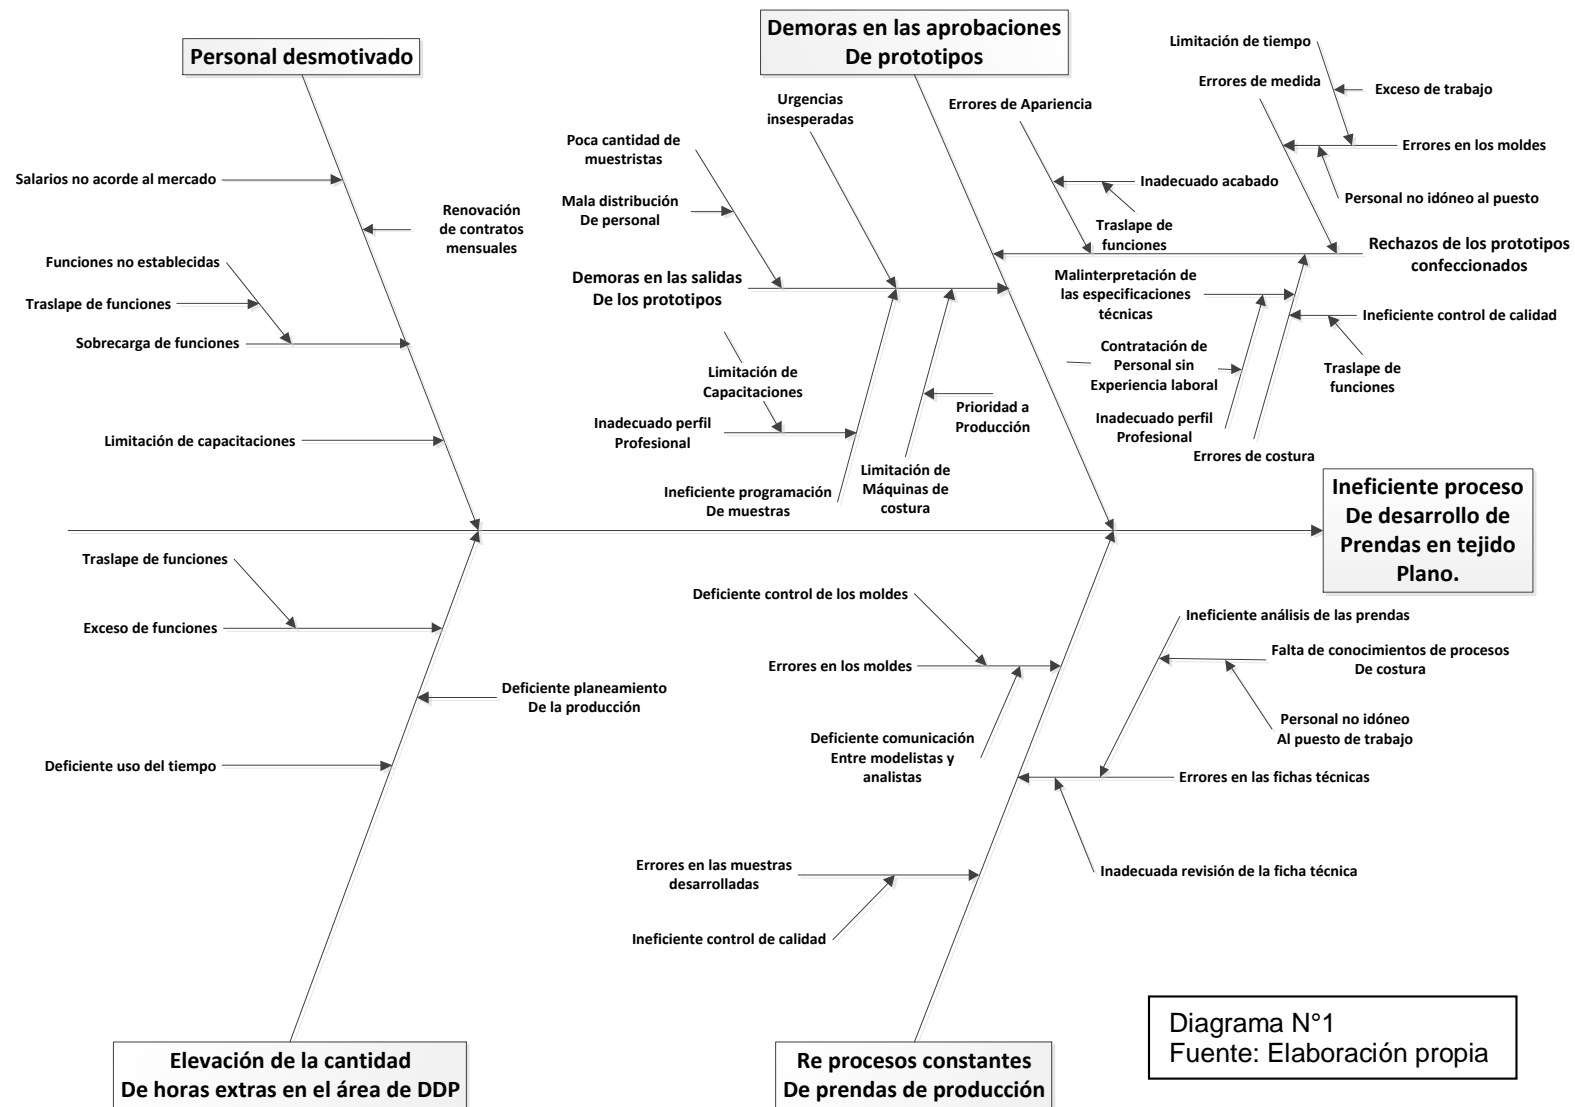 Personal desmotivado
Demoras en las aprobaciones
De prototipos
Limitación de tiempo
Errores de medida
Exceso de trabajo
Errores en los moldes
Personal no idóneo al puesto
Urgencias
insesperadas
Errores de Apariencia
Poca cantidad de
muestristas
Mala distribución
De personal
Inadecuado acabado
Traslape de
funciones
Rechazos de los prototipos
confeccionados
Salarios no acorde al mercado
Renovación
de contratos
mensuales
Funciones no establecidas
Traslape de funciones
Sobrecarga de funciones
Limitación de capacitaciones
Demoras en las salidas
De los prototipos
Malinterpretación de
las especificaciones
técnicas
Ineficiente control de calidad
Traslape de
funciones
Contratación de
Personal sin
Experiencia laboral
Inadecuado perfil
Profesional
Errores de costura
Limitación de
Capacitaciones
Inadecuado perfil
Profesional
Prioridad a
Producción
Limitación de
Máquinas de
costura
Ineficiente programación
De muestras
Ineficiente proceso
De desarrollo de
Prendas en tejido
Plano.
Traslape de funciones
Exceso de funciones
Deficiente planeamiento
De la producción
Deficiente uso del tiempo
Deficiente control de los moldes
Errores en los moldes
Deficiente comunicación
Entre modelistas y
analistas
Ineficiente análisis de las prendas
Falta de conocimientos de procesos
De costura
Personal no idóneo
Al puesto de trabajo
Errores en las fichas técnicas
Inadecuada revisión de la ficha técnica
Errores en las muestras
desarrolladas
Ineficiente control de calidad
Elevación de la cantidad
De horas extras en el área de DDP
Re procesos constantes
De prendas de producción
Diagrama N°1
Fuente: Elaboración propia